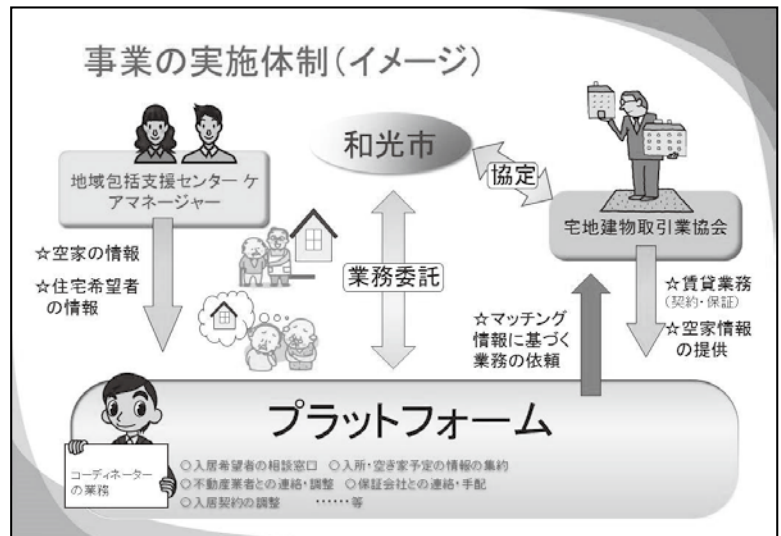 事業の実施体制(イメージ)
和光市
地域包括支援センター ケ
アマネージャー
協定
宅地建物取引業協会
☆空家の情報
☆住宅希望者
の情報
業務委託
☆マッチング
情報に基づく
業務の依頼
☆賃貸業務
(契約・保証)
☆空家情報
の提供
プラットフォーム
コーディネーター
の業務
○入居希望者の相談窓口 ○入所・空き家予定の情報の集約
○不動産業者との連絡・調整 ○保証会社との連絡・手配
○入居契約の調整 ……等